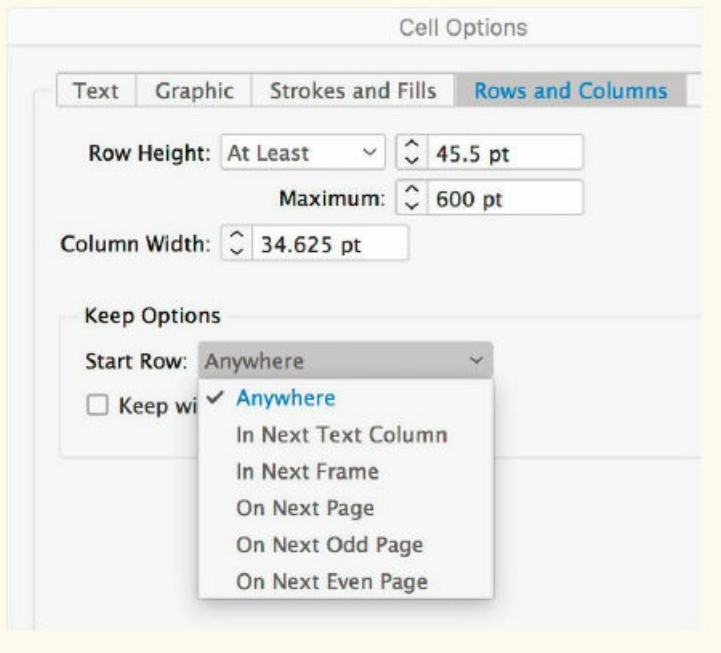 Cell Options
Text Graphic Strokes and Fills Rows and Columns
Row Height: At Least 45.5 pt
Maximum: 600 pt
Column Width: 34.625 pt
Keep Options
Start Row: Anywhere
Keep wi
✓ Anywhere
In Next Text Column
In Next Frame
On Next Page
On Next Odd Page
On Next Even Page